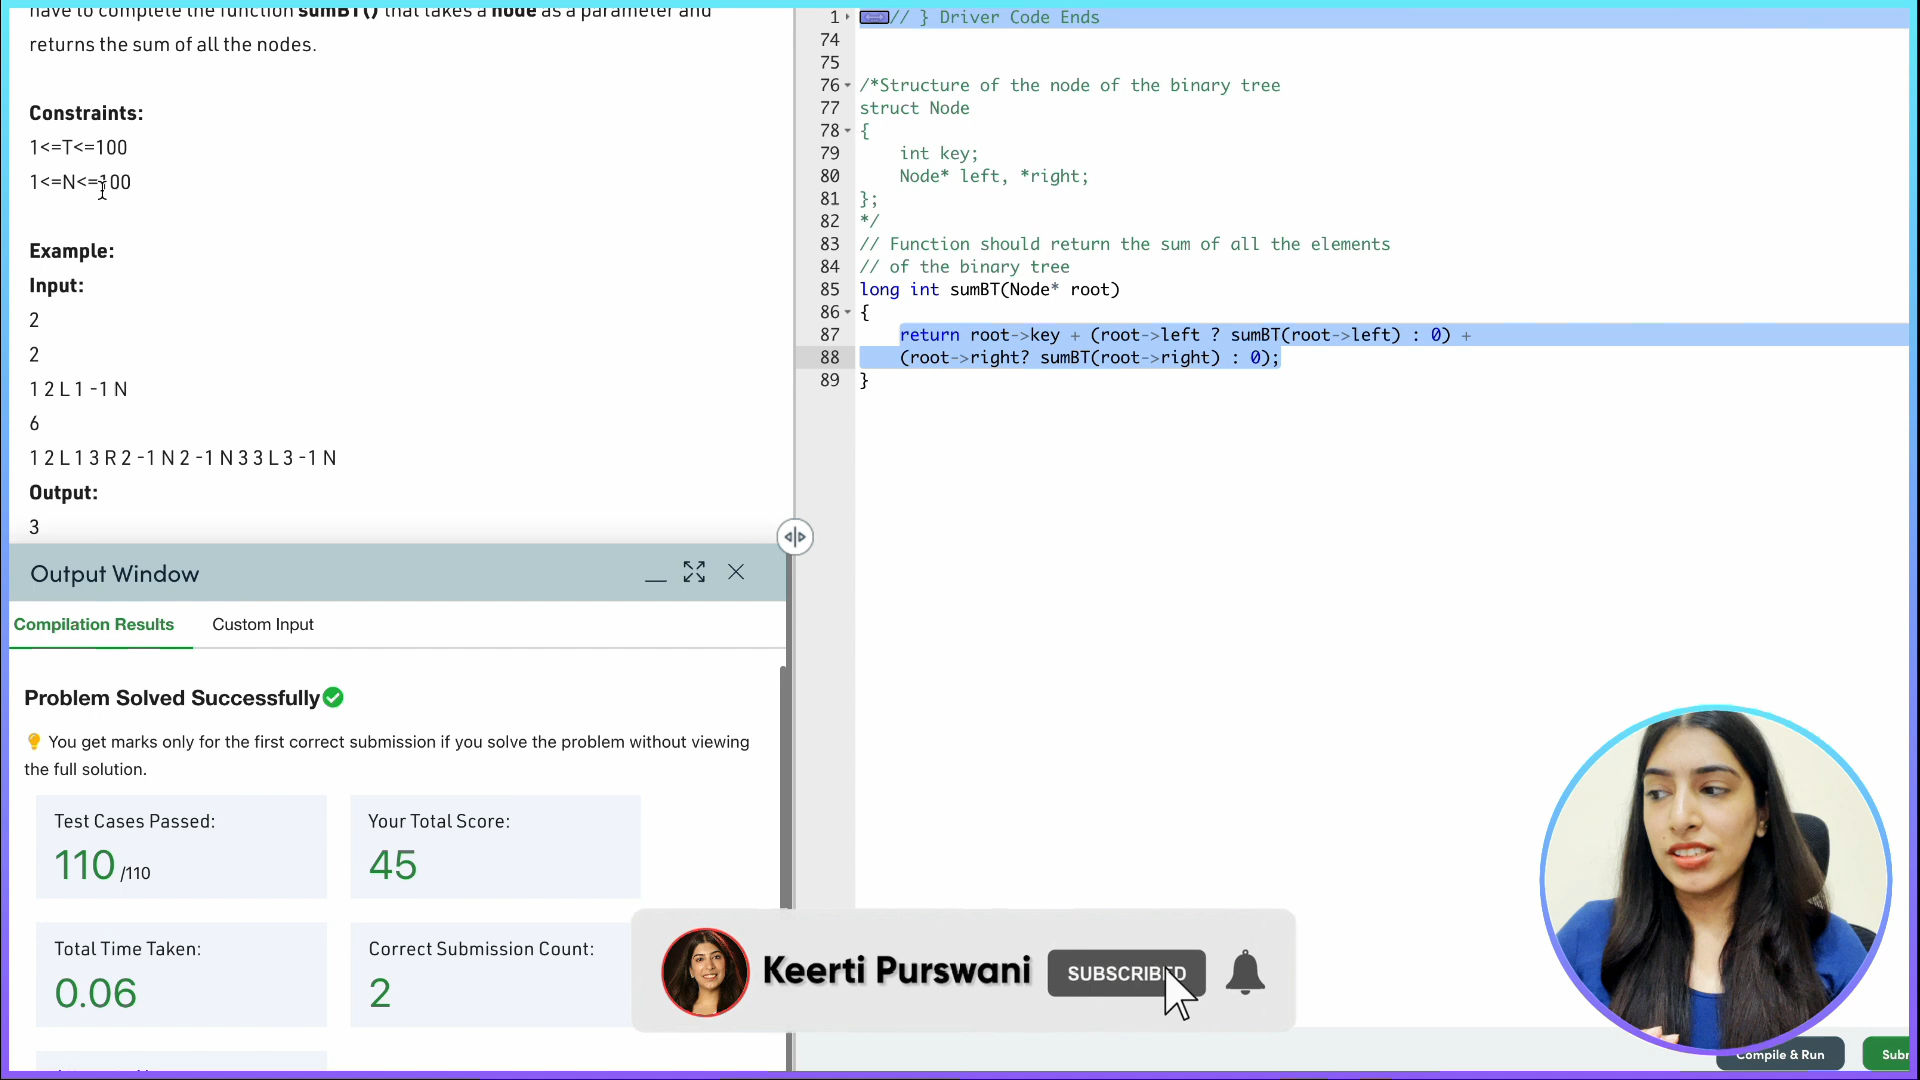 have to complete the function sumBT() that takes a node as a parameter and
returns the sum of all the nodes.
Constraints:
1<=T<=100
1<=N<=100
Example:
Input:
2
2
1 2 L 1 -1 N
6
1 2 L 1 3 R 2 -1 N 2 -1 N 3 3 L 3 -1 N
Output:
3
Output Window
Compilation Results
Custom Input
Problem Solved Successfully
You get marks only for the first correct submission if you solve the problem without viewing
the full solution.
Test Cases Passed:
110 /110
Your Total Score:
45
Total Time Taken:
0.06
Correct Submission Count:
2
1 // } Driver Code Ends
74
75
76 /*Structure of the node of the binary tree
77 struct Node
78 {
79 int key;
80 Node* left, *right;
81 };
82 */
83 // Function should return the sum of all the elements
84 // of the binary tree
85 long int sumBT(Node* root)
86 {
87 return root->key + (root->left ? sumBT(root->left) : 0) +
88 (root->right? sumBT(root->right) : 0);
89 }
Keerti Purswani
SUBSCRIBED
Compile & Run
Sub